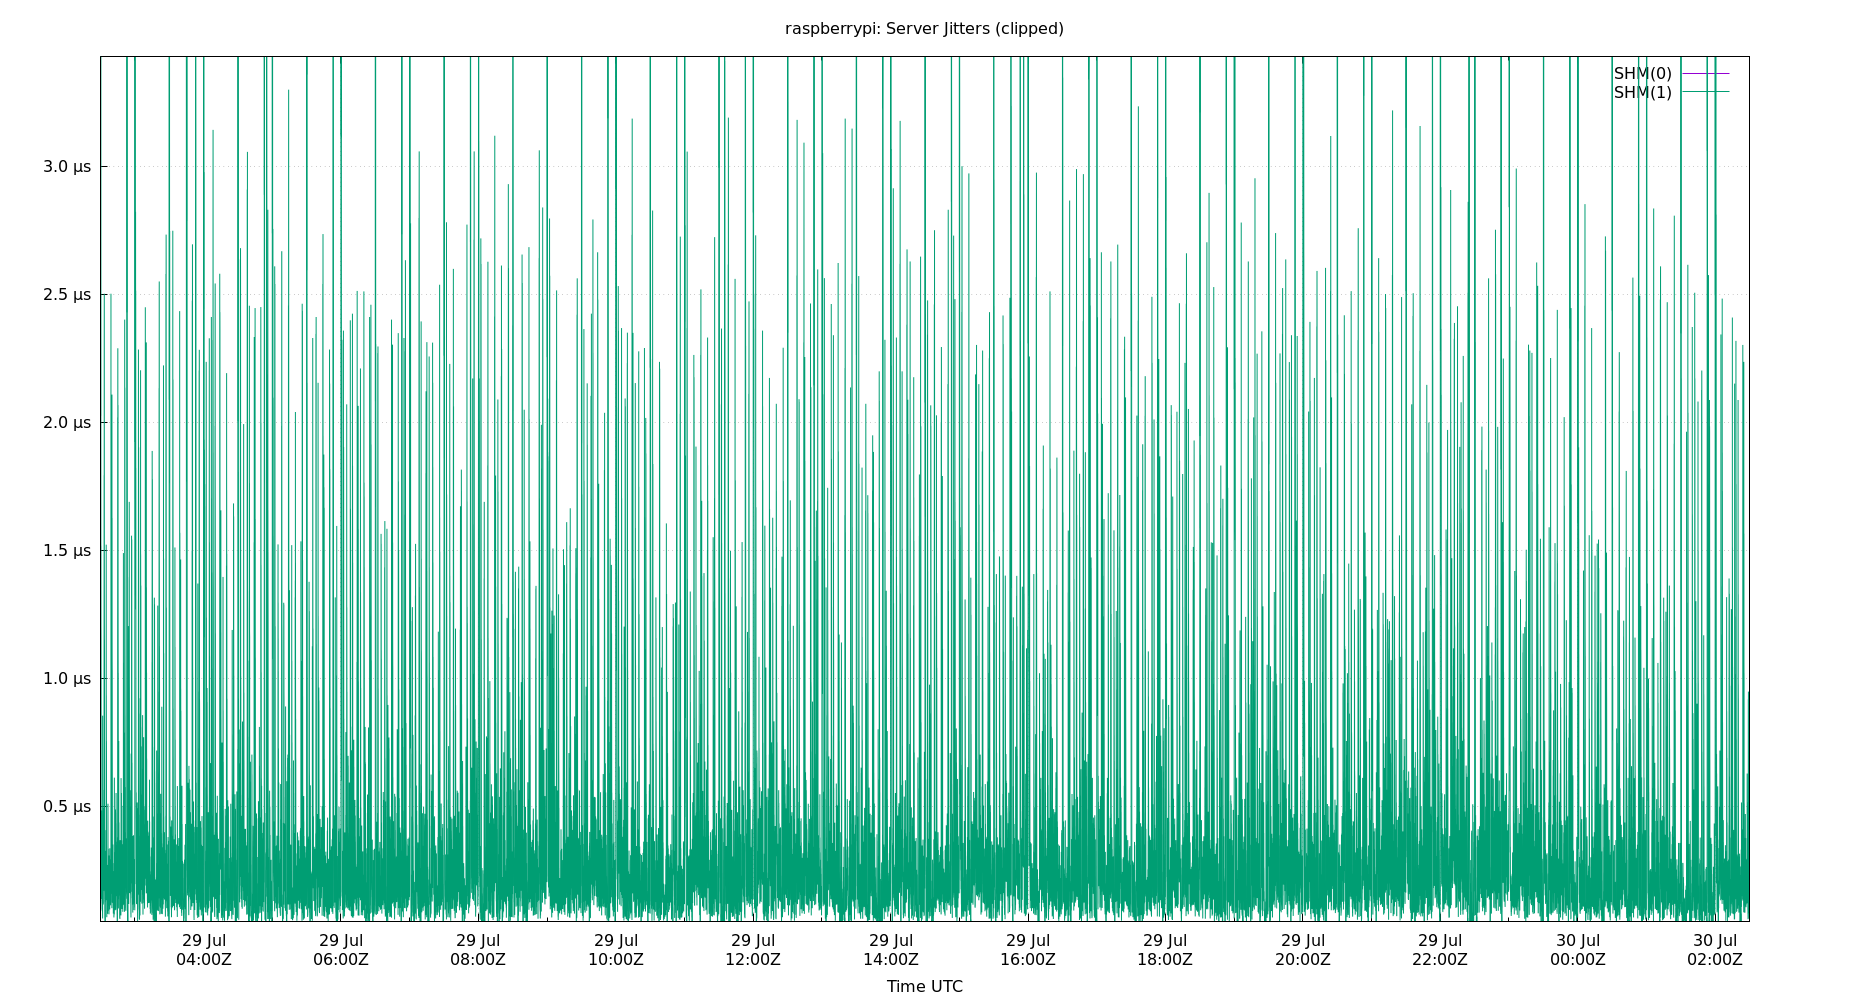 raspberrypi: Server Jitters (clipped)
SHM(0)
SHM(1)
3.0 µs
2.5 µs
2.0 µs
1.5 µs
1.0 µs
0.5 µs
29 Jul 29 Jul 29 Jul 29 Jul 29 Jul 29 Jul 29 Jul 29 Jul 29 Jul 29 Jul 30 Jul 30 Jul
04:00Z 06:00Z 08:00Z 10:00Z 12:00Z 14:00Z 16:00Z 18:00Z 20:00Z 22:00Z 00:00Z 02:00Z
Time UTC